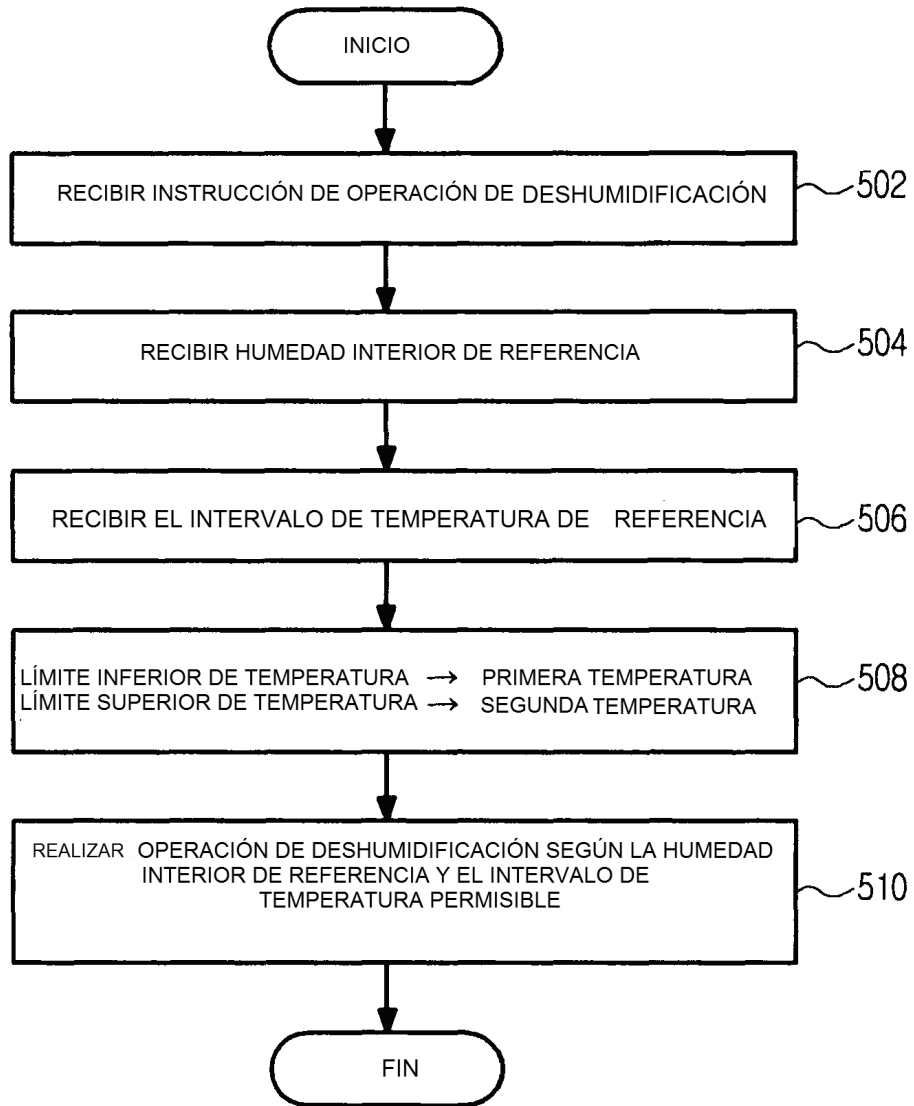 INICIO
RECIBIR INSTRUCCIÓN DE OPERACIÓN DE DESHUMIDIFICACIÓN
502
RECIBIR HUMEDAD INTERIOR DE REFERENCIA
504
RECIBIR EL INTERVALO DE TEMPERATURA DE REFERENCIA
506
LÍMITE INFERIOR DE TEMPERATURA → PRIMERA TEMPERATURA
LÍMITE SUPERIOR DE TEMPERATURA → SEGUNDA TEMPERATURA
508
REALIZAR OPERACIÓN DE DESHUMIDIFICACIÓN SEGÚN LA HUMEDAD
INTERIOR DE REFERENCIA Y EL INTERVALO DE
TEMPERATURA PERMISIBLE
510
FIN